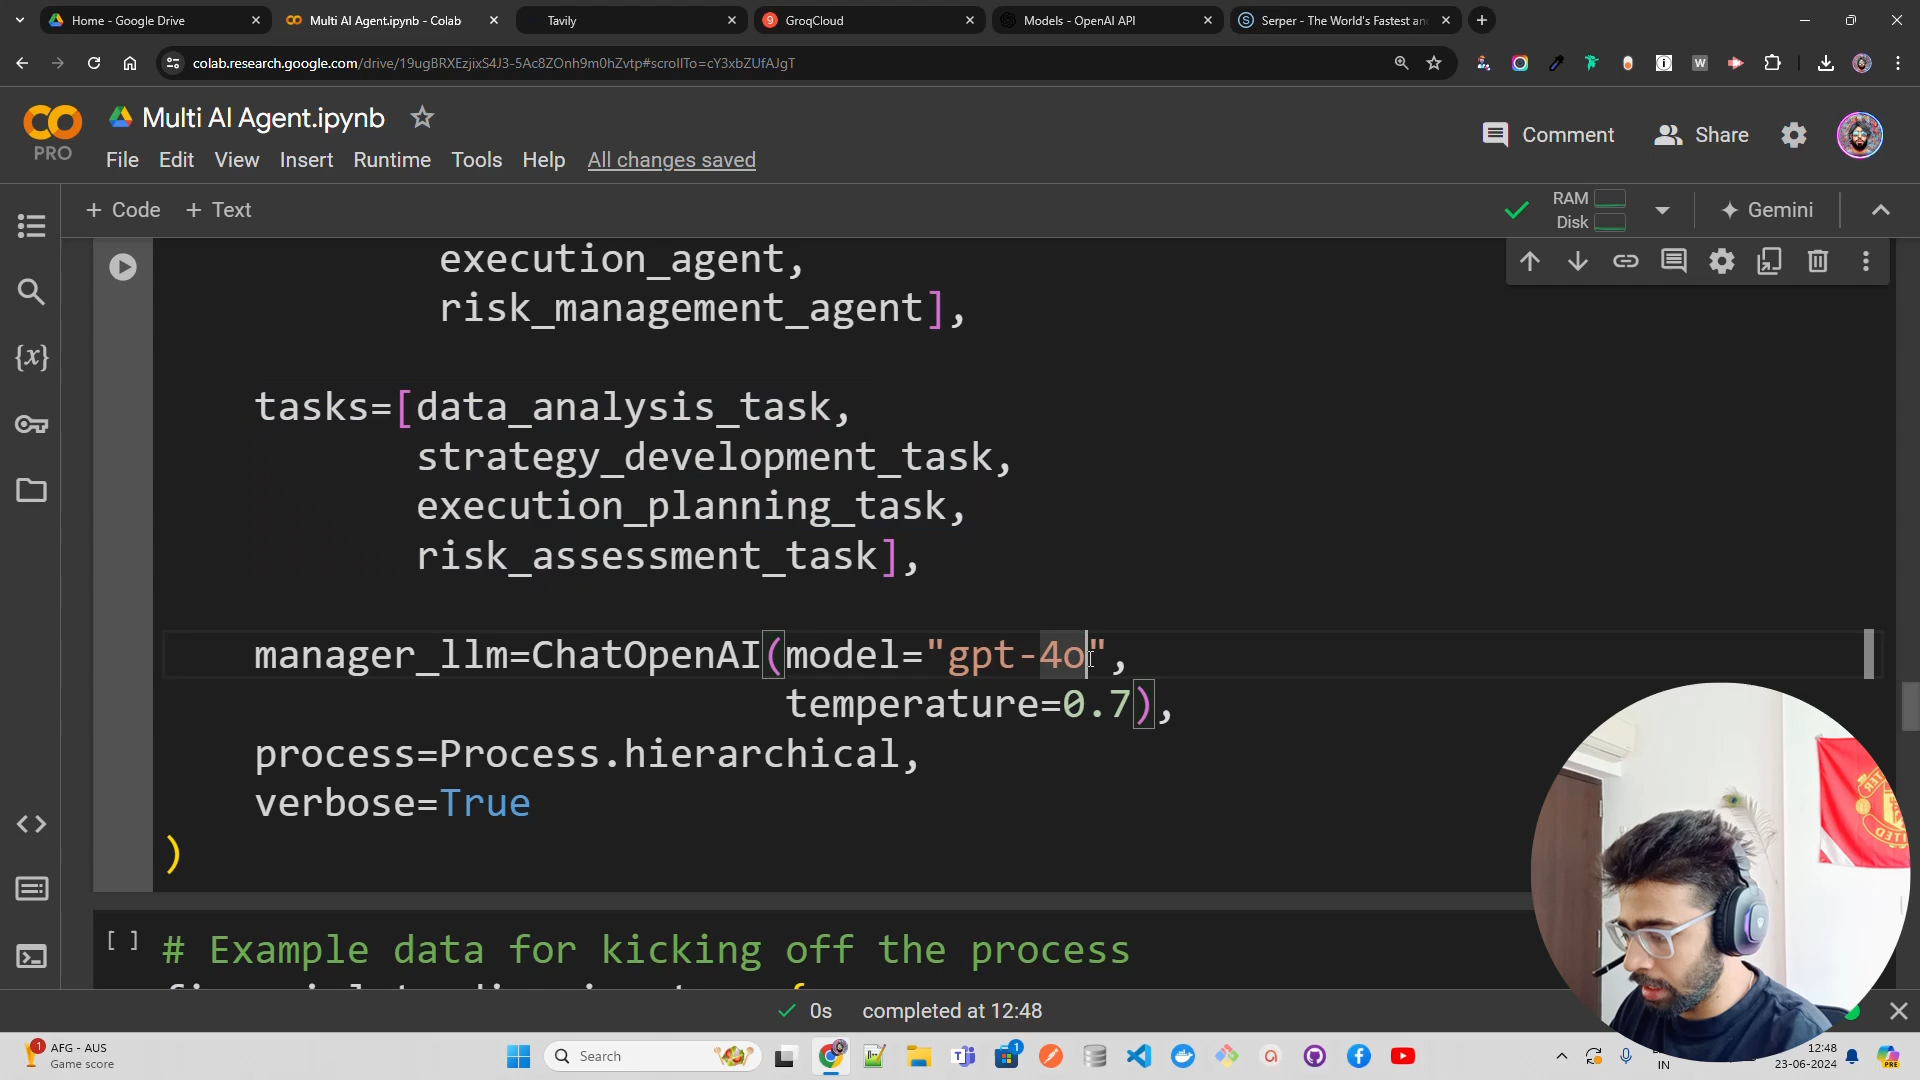 Home - Google Drive
Multi AI Agent.ipynb - Colab
Tavily
9
GroqCloud
Models - OpenAI API
Serper - The World's Fastest an
colab.research.google.com/drive/19ugBRXEzjixS4J3-5Ac8ZOnh9m0hZvtp#scrollTo=cY3xbZUfAJgT
PRO
Multi AI Agent.ipynb
File Edit View Insert Runtime Tools Help All changes saved
Comment
Share
+ Code + Text
RAM
Disk
Gemini
{x}
execution_agent,
risk_management_agent],
tasks=[data_analysis_task,
strategy_development_task,
execution_planning_task,
risk_assessment_task],
manager_llm=ChatOpenAI(model="gpt-4o",
temperature=0.7),
process=Process.hierarchical,
verbose=True
)
[ ]
# Example data for kicking off the process
0s completed at 12:48
1
AFG - AUS
Game score
Search
1
IN
12:48
23-06-2024